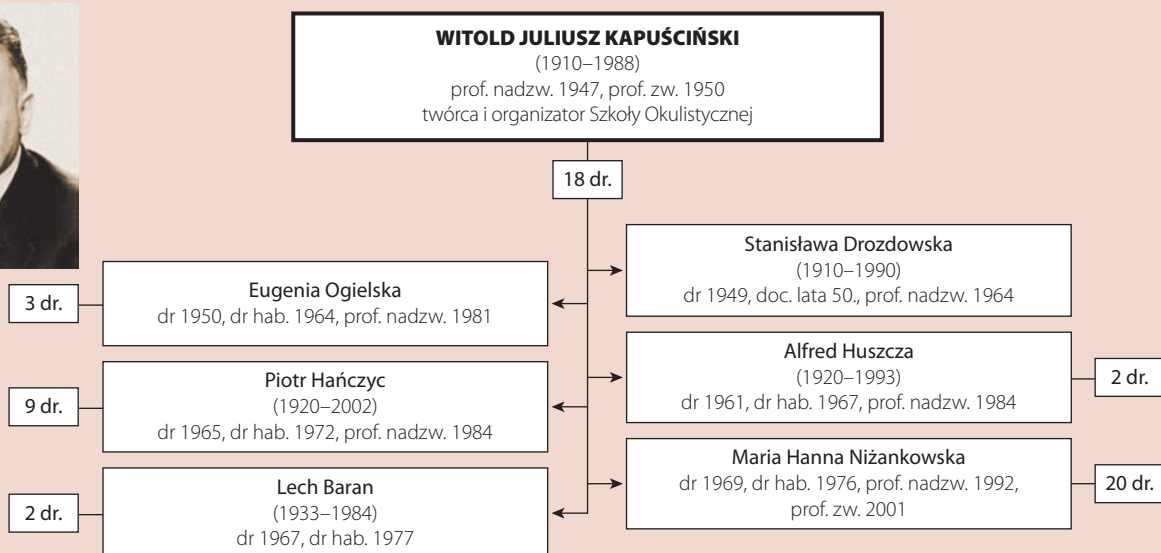 WITOLD JULIUSZ KAPUŚCIŃSKI
(1910–1988)
prof. nadzw. 1947, prof. zw. 1950
twórca i organizator Szkoły Okulistycznej
18 dr.
Stanisława Drozdowska
(1910–1990)
dr 1949, doc. lata 50., prof. nadzw. 1964
3 dr.
Eugenia Ogielska
dr 1950, dr hab. 1964, prof. nadzw. 1981
Alfred Huszcza
(1920–1993)
dr 1961, dr hab. 1967, prof. nadzw. 1984
2 dr.
9 dr.
Piotr Hańczyc
(1920–2002)
dr 1965, dr hab. 1972, prof. nadzw. 1984
Maria Hanna Niżankowska
dr 1969, dr hab. 1976, prof. nadzw. 1992,
prof. zw. 2001
20 dr.
2 dr.
Lech Baran
(1933–1984)
dr 1967, dr hab. 1977